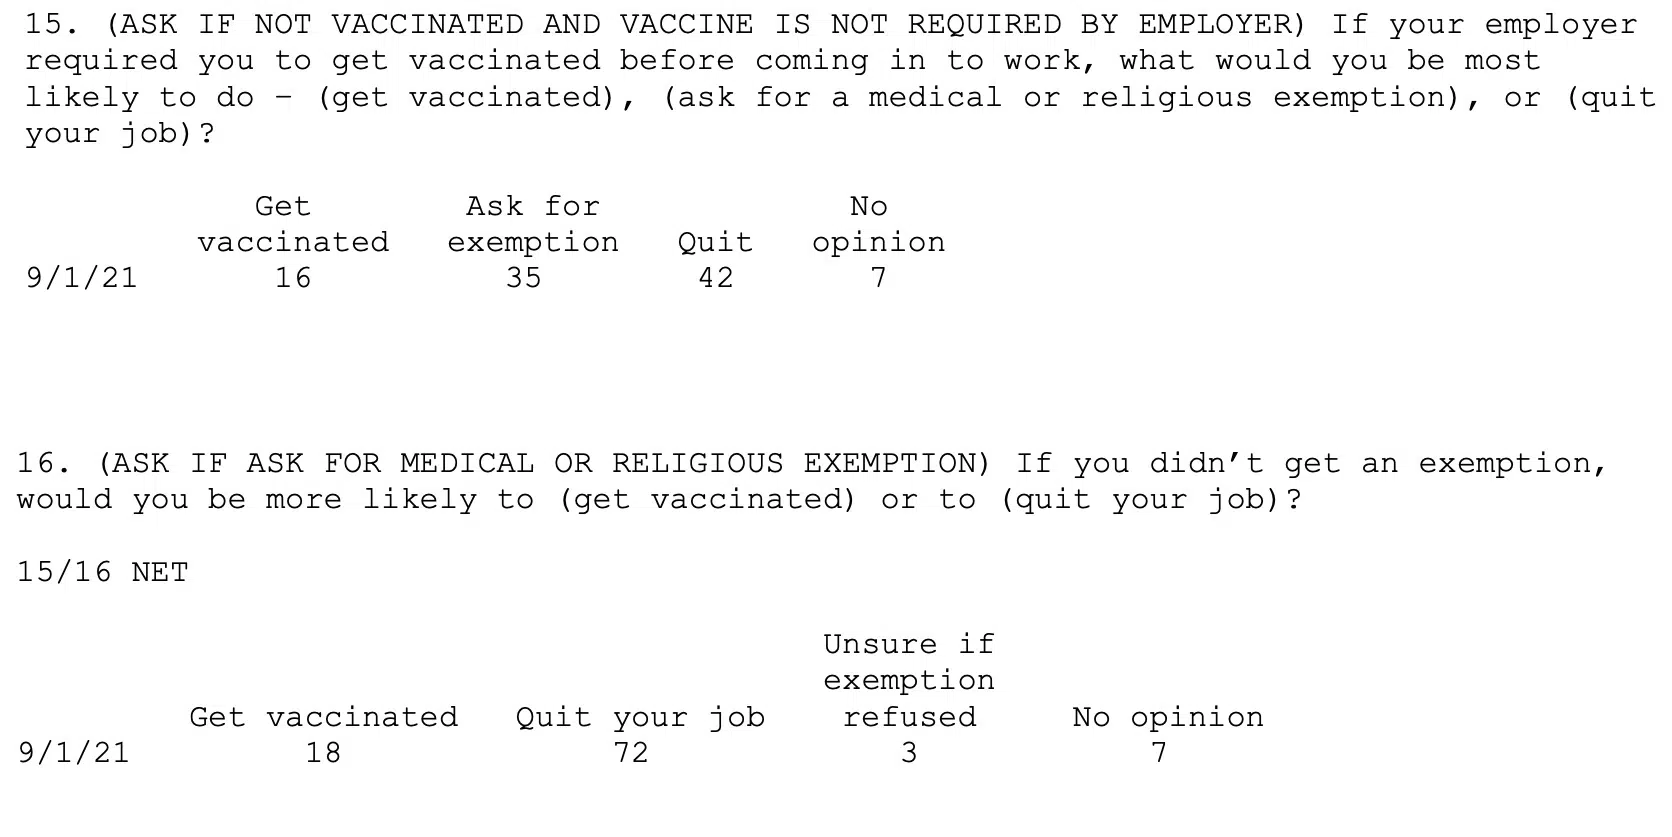 15. (ASK IF NOT VACCINATED AND VACCINE IS NOT REQUIRED BY EMPLOYER) If your employer
required you to get vaccinated before coming in to work, what would you be most
likely to do – (get vaccinated), (ask for a medical or religious exemption), or (quit
your job)?
Get Ask for No
vaccinated exemption Quit opinion
9/1/21 16 35 42 7
16. (ASK IF ASK FOR MEDICAL OR RELIGIOUS EXEMPTION) If you didn’t get an exemption,
would you be more likely to (get vaccinated) or to (quit your job)?
15/16 NET
Unsure if
exemption
Get vaccinated Quit your job refused No opinion
9/1/21 18 72 3 7